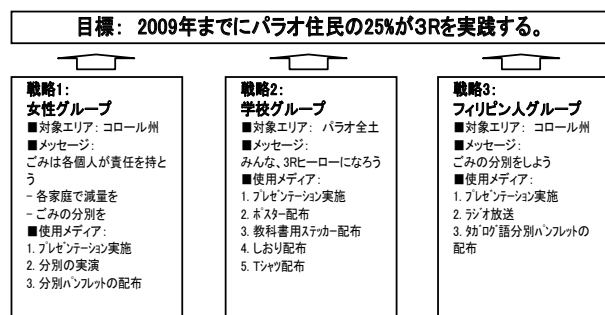 目標： 2009年までにパラオ住民の25%が3Rを実践する。
戦略1：
女性グループ
■対象エリア： コロール州
■メッセージ：
ごみは各個人が責任を持と
う
- 各家庭で減量を
- ごみの分別を
■使用メディア：
1. プレゼンテーション実施
2. 分別の実演
3. 分別パンフレットの配布
戦略2：
学校グループ
■対象エリア： パラオ全土
■メッセージ：
みんな、3Rヒーローになろう
■使用メディア：
1. プレゼンテーション実施
2. ポスター配布
3. 教科書用ステッカー配布
4. しおり配布
5. Tシャツ配布
戦略3：
フィリピン人グループ
■対象エリア： コロール州
■メッセージ：
ごみの分別をしよう
■使用メディア：
1. プレゼンテーション実施
2. ラジオ放送
3. タガログ語分別パンフレットの
配布